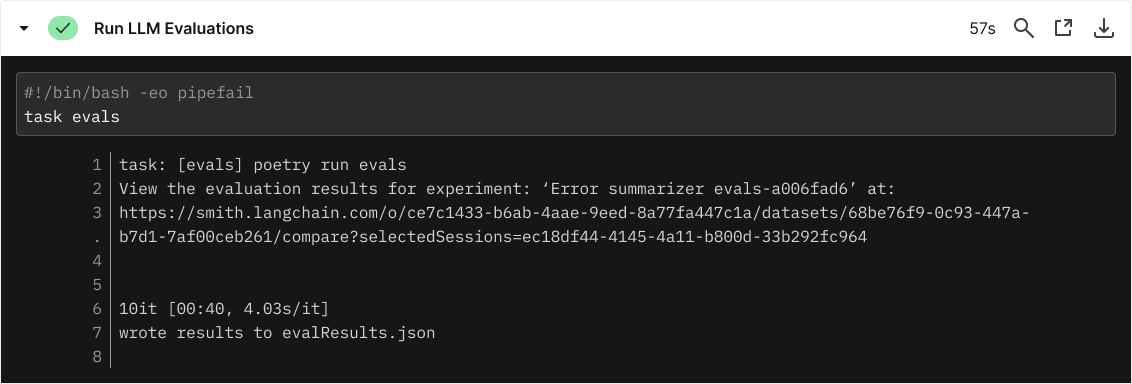 Run LLM Evaluations
57s
#!/bin/bash -eo pipefail
task evals
1 task: [evals] poetry run evals
2 View the evaluation results for experiment: ‘Error summarizer evals-a006fad6’ at:
3 https://smith.langchain.com/o/ce7c1433-b6ab-4aae-9eed-8a77fa447c1a/datasets/68be76f9-0c93-447a-
. b7d1-7af00ceb261/compare?selectedSessions=ec18df44-4145-4a11-b800d-33b292fc964
4
5
6 10it [00:40, 4.03s/it]
7 wrote results to evalResults.json
8